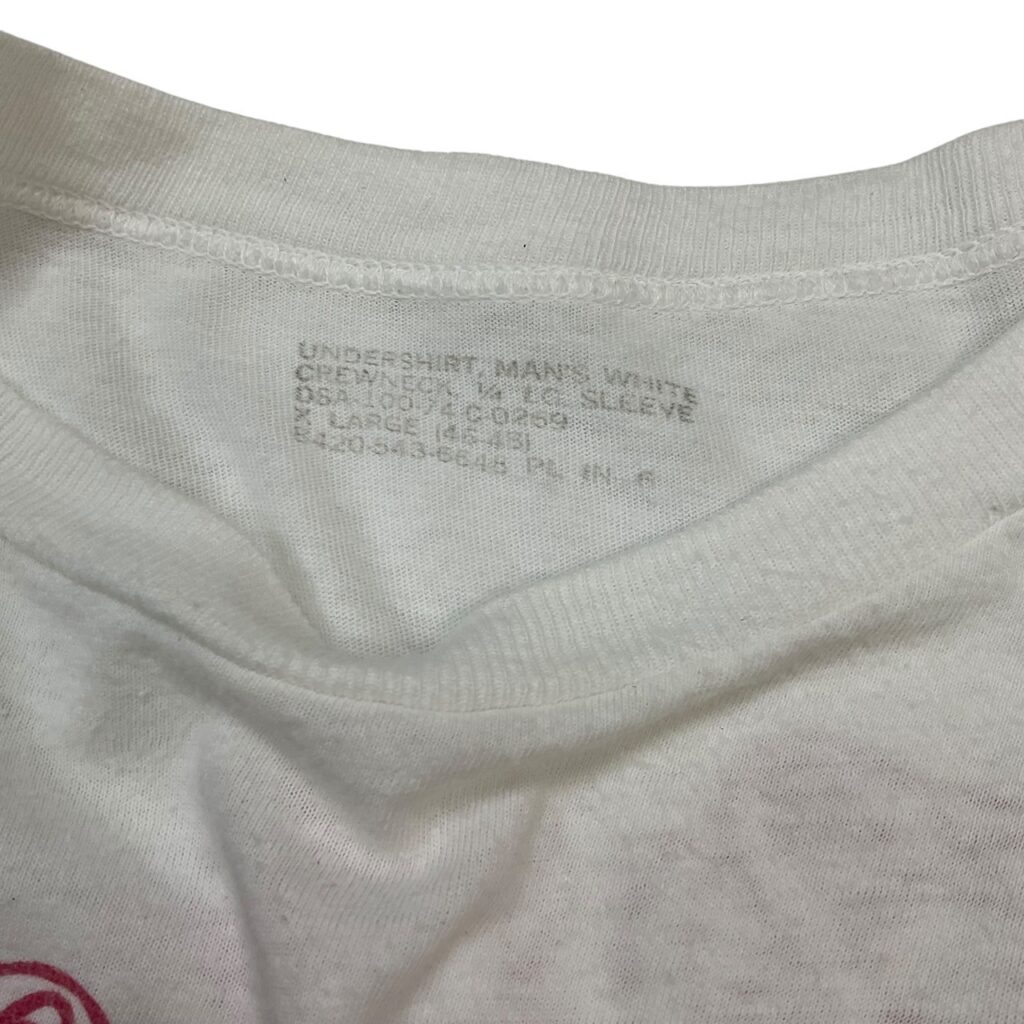 UNDERSHIRT, MAN'S, WHITE
CREWNECK, ¼ LG. SLEEVE
DSA-100-74-C-0269
X LARGE (46-48)
8420-543-6646 PL IN. 6